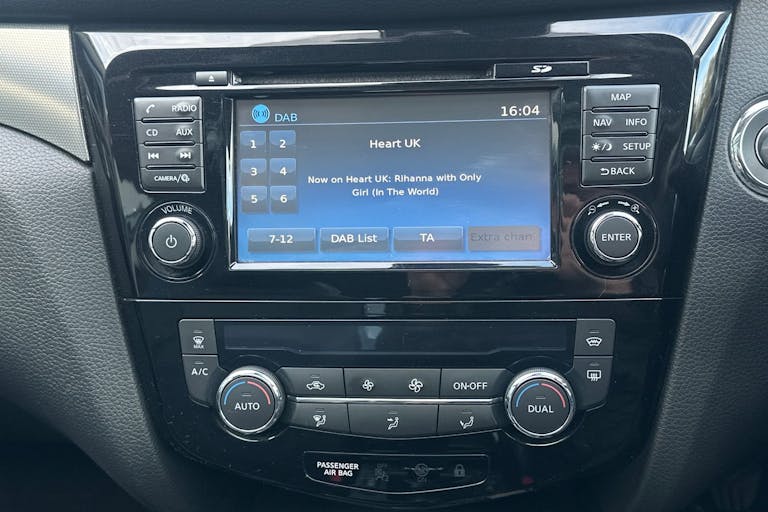 SD
RADIO
CD AUX
CAMERA/
VOLUME
DAB
16:04
1 2
3 4
5 6
Heart UK
Now on Heart UK: Rihanna with Only
Girl (In The World)
7-12
DAB List
TA
Extra chan.
MAP
NAV INFO
SETUP
BACK
ENTER
MAX
A/C
AUTO
ON-OFF
DUAL
PASSENGER
AIR BAG